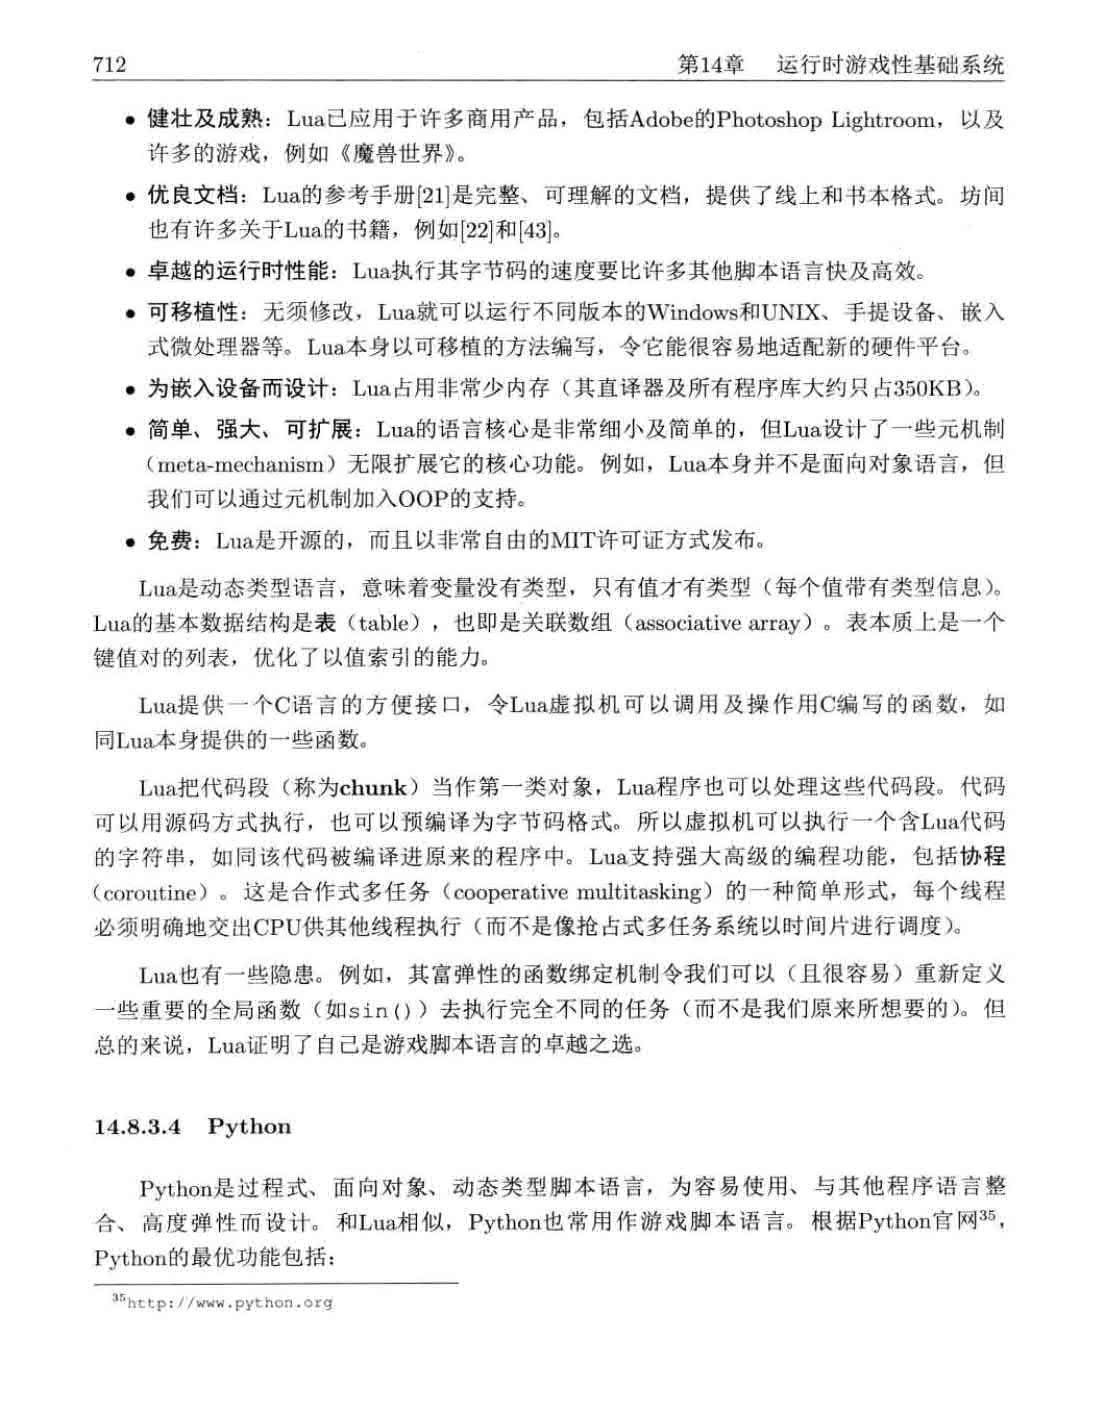 712 第14章 运行时游戏性基础系统
• 健壮及成熟：Lua已应用于许多商用产品，包括Adobe的Photoshop Lightroom，以及
许多的游戏，例如《魔兽世界》。
• 优良文档：Lua的参考手册[21]是完整、可理解的文档，提供了线上和书本格式。坊间
也有许多关于Lua的书籍，例如[22]和[43]。
• 卓越的运行时性能：Lua执行其字节码的速度要比许多其他脚本语言快及高效。
• 可移植性：无须修改，Lua就可以运行不同版本的Windows和UNIX、手提设备、嵌入
式微处理器等。Lua本身以可移植的方法编写，令它能很容易地适配新的硬件平台。
• 为嵌入设备而设计：Lua占用非常少内存（其直译器及所有程序库大约只占350KB）。
• 简单、强大、可扩展：Lua的语言核心是非常细小及简单的，但Lua设计了一些元机制
（meta-mechanism）无限扩展它的核心功能。例如，Lua本身并不是面向对象语言，但
我们可以通过元机制加入OOP的支持。
• 免费：Lua是开源的，而且以非常自由的MIT许可证方式发布。
Lua是动态类型语言，意味着变量没有类型，只有值才有类型（每个值带有类型信息）。
Lua的基本数据结构是表（table），也即是关联数组（associative array）。表本质上是一个
键值对的列表，优化了以值索引的能力。
Lua提供一个C语言的方便接口，令Lua虚拟机可以调用及操作用C编写的函数，如
同Lua本身提供的一些函数。
Lua把代码段（称为chunk）当作第一类对象，Lua程序也可以处理这些代码段。代码
可以用源码方式执行，也可以预编译为字节码格式。所以虚拟机可以执行一个含Lua代码
的字符串，如同该代码被编译进原来的程序中。Lua支持强大高级的编程功能，包括协程
（coroutine）。这是合作式多任务（cooperative multitasking）的一种简单形式，每个线程
必须明确地交出CPU供其他线程执行（而不是像抢占式多任务系统以时间片进行调度）。
Lua也有一些隐患。例如，其富弹性的函数绑定机制令我们可以（且很容易）重新定义
一些重要的全局函数（如sin()）去执行完全不同的任务（而不是我们原来所想要的）。但
总的来说，Lua证明了自己是游戏脚本语言的卓越之选。
14.8.3.4 Python
Python是过程式、面向对象、动态类型脚本语言，为容易使用、与其他程序语言整
合、高度弹性而设计。和Lua相似，Python也常用作游戏脚本语言。根据Python官网35，
Python的最优功能包括：
35http://www.python.org